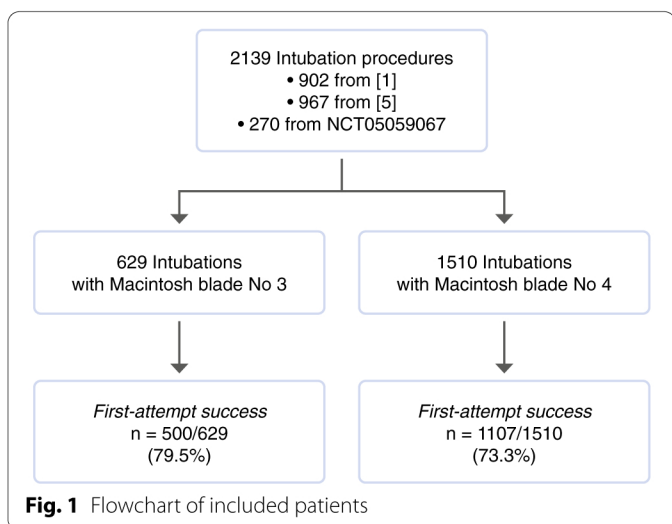 2139 Intubation procedures
• 902 from [1]
• 967 from [5]
• 270 from NCT05059067
629 Intubations
with Macintosh blade No 3
1510 Intubations
with Macintosh blade No 4
First-attempt success
n = 500/629
(79.5%)
First-attempt success
n = 1107/1510
(73.3%)
Fig. 1 Flowchart of included patients